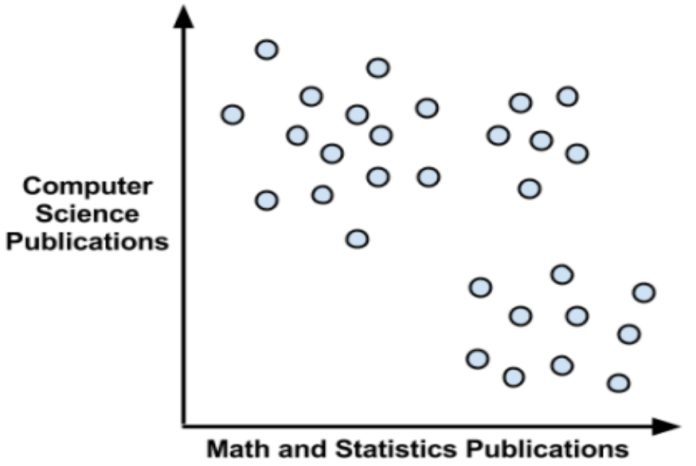 Computer
Science
Publications
Math and Statistics Publications